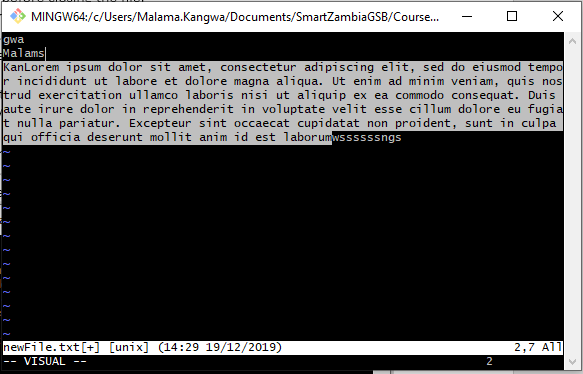 MINGW64:/c/Users/Malama.Kangwa/Documents/SmartZambiaGSB/Course...
gwa
Malams
KanLorem ipsum dolor sit amet, consectetur adipiscing elit, sed do eiusmod tempo
r incididunt ut labore et dolore magna aliqua. Ut enim ad minim veniam, quis nos
trud exercitation ullamco laboris nisi ut aliquip ex ea commodo consequat. Duis
aute irure dolor in reprehenderit in voluptate velit esse cillum dolore eu fugia
t nulla pariatur. Excepteur sint occaecat cupidatat non proident, sunt in culpa
qui officia deserunt mollit anim id est laborumwssssssngs
~
~
~
~
~
~
~
~
~
~
~
~
~
~
newFile.txt[+] [unix] (14:29 19/12/2019) 2,7 All
-- VISUAL -- 2